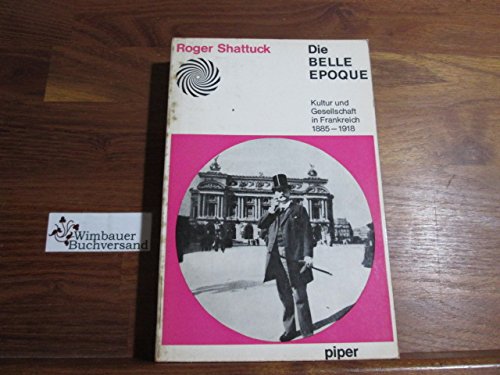 Roger Shattuck
Die
BELLE
EPOQUE
Kultur und
Gesellschaft
in Frankreich
1885—1918
Wimbauer
Buchversand
piper